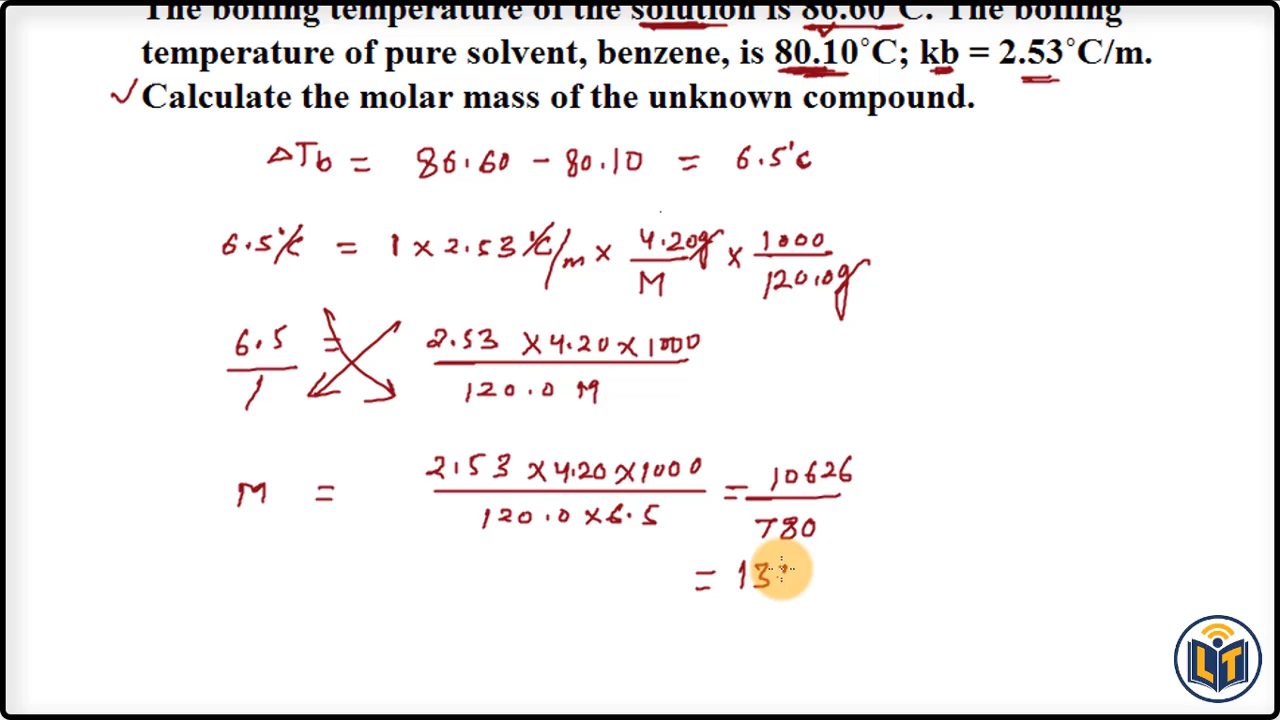 The boiling temperature of the solution is 86.60°C. The boiling
temperature of pure solvent, benzene, is 80.10°C; kb = 2.53°C/m.
✓Calculate the molar mass of the unknown compound.
ΔTb = 86.60 - 80.10 = 6.5°C
6.5°C = 1 × 2.53°C/m × 4.20g/M × 1000/120.0g
6.5/1 = 2.53 × 4.20 × 1000/120.0 M
M = 2.53 × 4.20 × 1000/120.0 × 6.5 = 10626/780
= 13.
LT